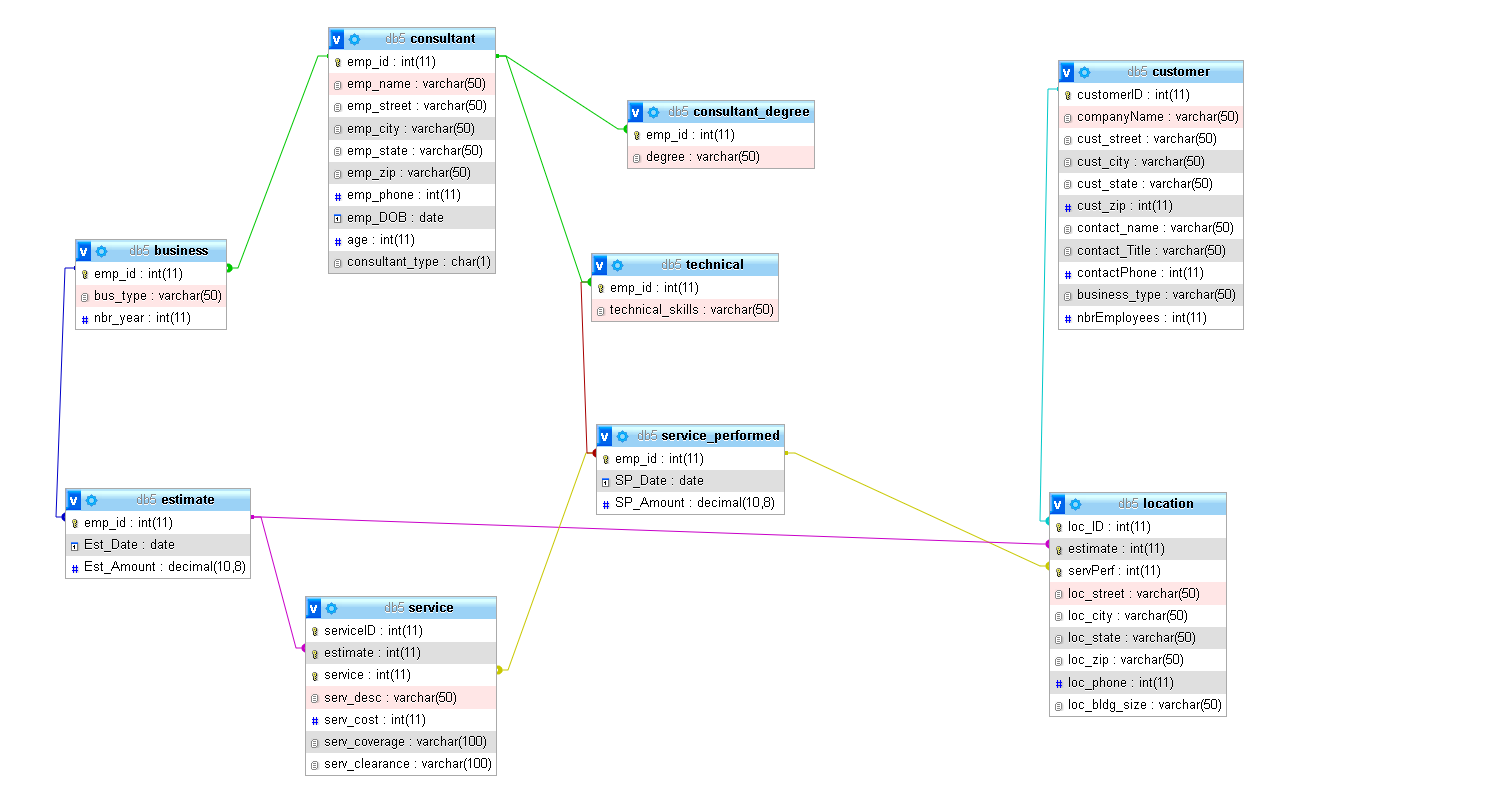 db5 consultant
emp_id : int(11)
emp_name : varchar(50)
emp_street : varchar(50)
emp_city : varchar(50)
emp_state : varchar(50)
emp_zip : varchar(50)
emp_phone : int(11)
emp_DOB : date
age : int(11)
consultant_type : char(1)
db5 consultant_degree
emp_id : int(11)
degree : varchar(50)
db5 customer
customerID : int(11)
companyName : varchar(50)
cust_street : varchar(50)
cust_city : varchar(50)
cust_state : varchar(50)
cust_zip : int(11)
contact_name : varchar(50)
contact_Title : varchar(50)
contactPhone : int(11)
business_type : varchar(50)
nbrEmployees : int(11)
db5 business
emp_id : int(11)
bus_type : varchar(50)
nbr_year : int(11)
db5 technical
emp_id : int(11)
technical_skills : varchar(50)
db5 service_performed
emp_id : int(11)
SP_Date : date
SP_Amount : decimal(10,8)
db5 estimate
emp_id : int(11)
Est_Date : date
Est_Amount : decimal(10,8)
db5 location
loc_ID : int(11)
estimate : int(11)
servPerf : int(11)
loc_street : varchar(50)
loc_city : varchar(50)
loc_state : varchar(50)
loc_zip : varchar(50)
loc_phone : int(11)
loc_bldg_size : varchar(50)
db5 service
serviceID : int(11)
estimate : int(11)
service : int(11)
serv_desc : varchar(50)
serv_cost : int(11)
serv_coverage : varchar(100)
serv_clearance : varchar(100)